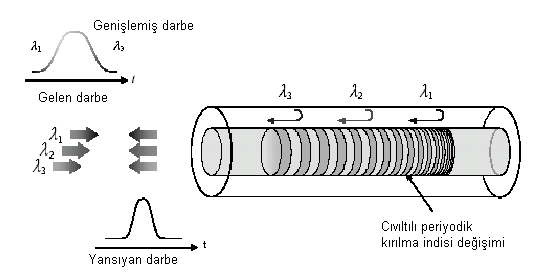 Genişlemiş darbe
λ1 λ3
t
Gelen darbe
λ3 λ2 λ1
λ1
λ2
λ3
t
Yansıyan darbe
Cıvıltılı periyodik
kırılma indisi değişimi